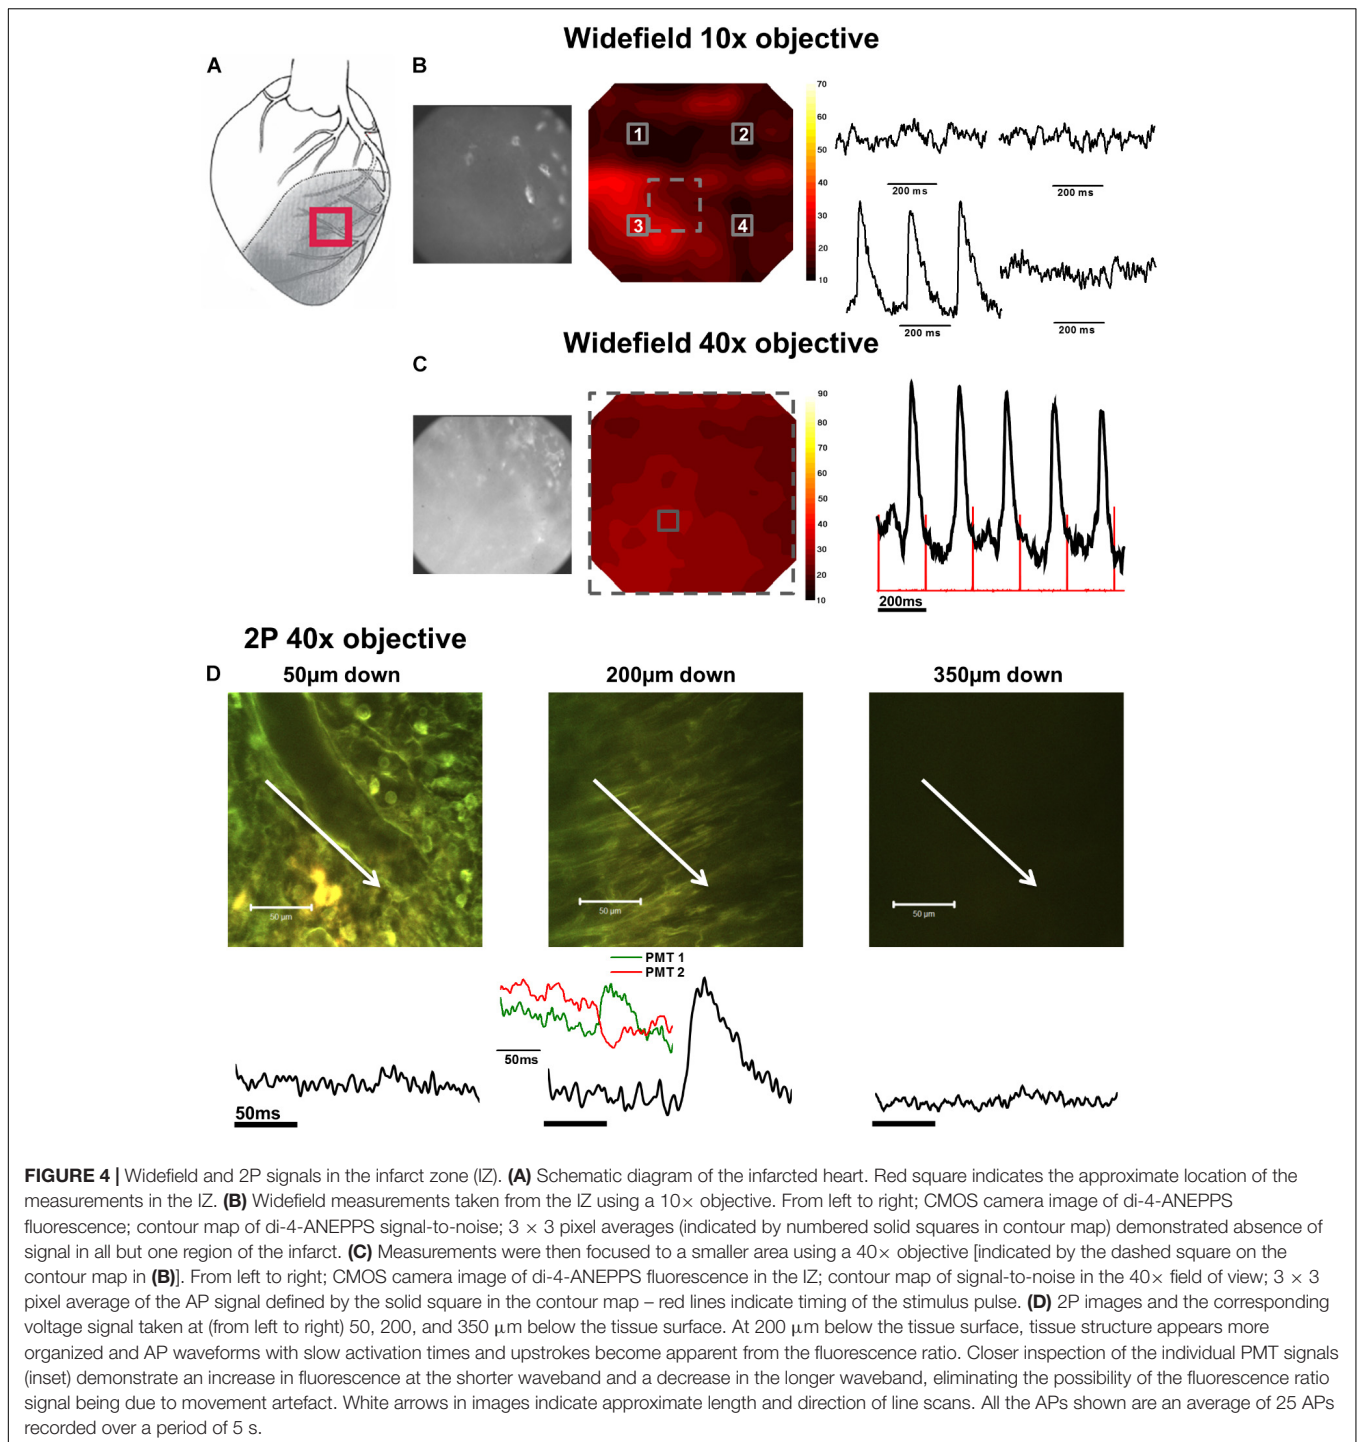 Widefield 10x objective
A
B
1
2
3
4
70
60
50
40
30
20
10
200 ms
200 ms
200 ms
200 ms
Widefield 40x objective
C
90
80
70
60
50
40
30
20
10
200ms
2P 40x objective
D
50µm down
200µm down
350µm down
50 µm
50 µm
50 µm
PMT 1
PMT 2
50ms
50ms
FIGURE 4 | Widefield and 2P signals in the infarct zone (IZ). (A) Schematic diagram of the infarcted heart. Red square indicates the approximate location of the
measurements in the IZ. (B) Widefield measurements taken from the IZ using a 10× objective. From left to right; CMOS camera image of di-4-ANEPPS
fluorescence; contour map of di-4-ANEPPS signal-to-noise; 3 × 3 pixel averages (indicated by numbered solid squares in contour map) demonstrated absence of
signal in all but one region of the infarct. (C) Measurements were then focused to a smaller area using a 40× objective [indicated by the dashed square on the
contour map in (B)]. From left to right; CMOS camera image of di-4-ANEPPS fluorescence in the IZ; contour map of signal-to-noise in the 40× field of view; 3 × 3
pixel average of the AP signal defined by the solid square in the contour map – red lines indicate timing of the stimulus pulse. (D) 2P images and the corresponding
voltage signal taken at (from left to right) 50, 200, and 350 µm below the tissue surface. At 200 µm below the tissue surface, tissue structure appears more
organized and AP waveforms with slow activation times and upstrokes become apparent from the fluorescence ratio. Closer inspection of the individual PMT signals
(inset) demonstrate an increase in fluorescence at the shorter waveband and a decrease in the longer waveband, eliminating the possibility of the fluorescence ratio
signal being due to movement artefact. White arrows in images indicate approximate length and direction of line scans. All the APs shown are an average of 25 APs
recorded over a period of 5 s.